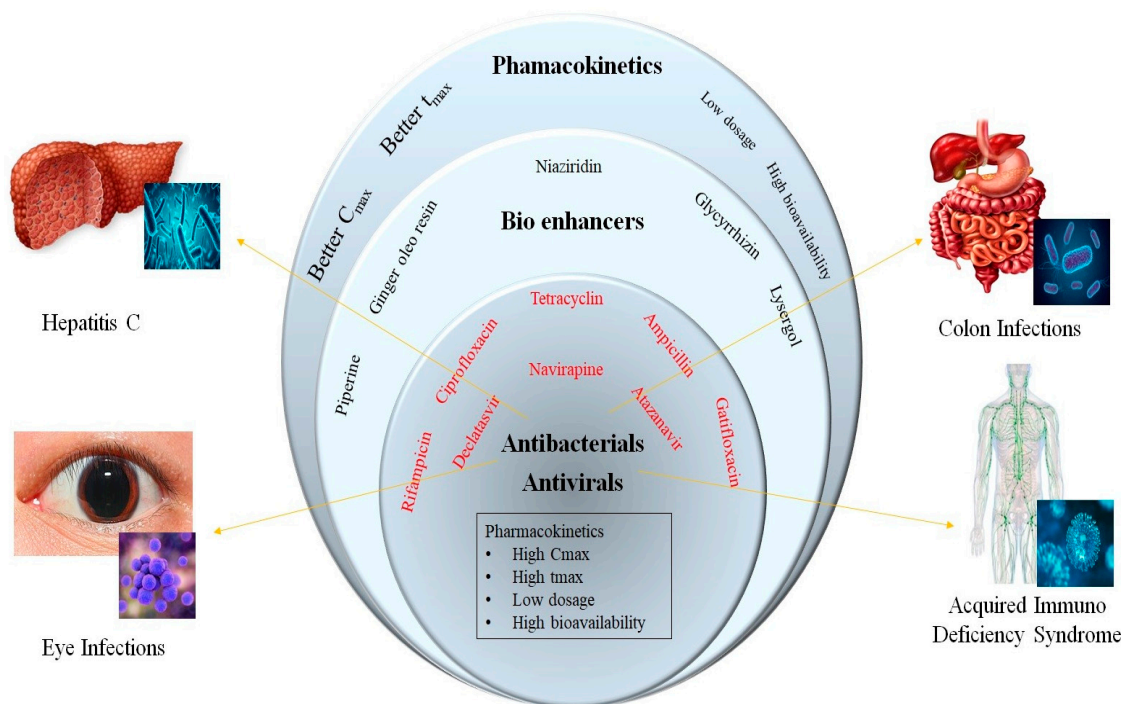 Phamacokinetics
Better tmax
Better Cmax
Low dosage
High bioavailability
Niaziridin
Bio enhancers
Ginger oleo resin
Piperine
Glycyrrhizin
Lysergol
Tetracyclin
Ciprofloxacin
Ampicillin
Navirapine
Declatasvir
Rifampicin
Atazanavir
Gatifloxacin
Antibacterials
Antivirals
Pharmacokinetics
• High Cmax
• High tmax
• Low dosage
• High bioavailability
Hepatitis C
Eye Infections
Colon Infections
Acquired Immuno
Deficiency Syndrome